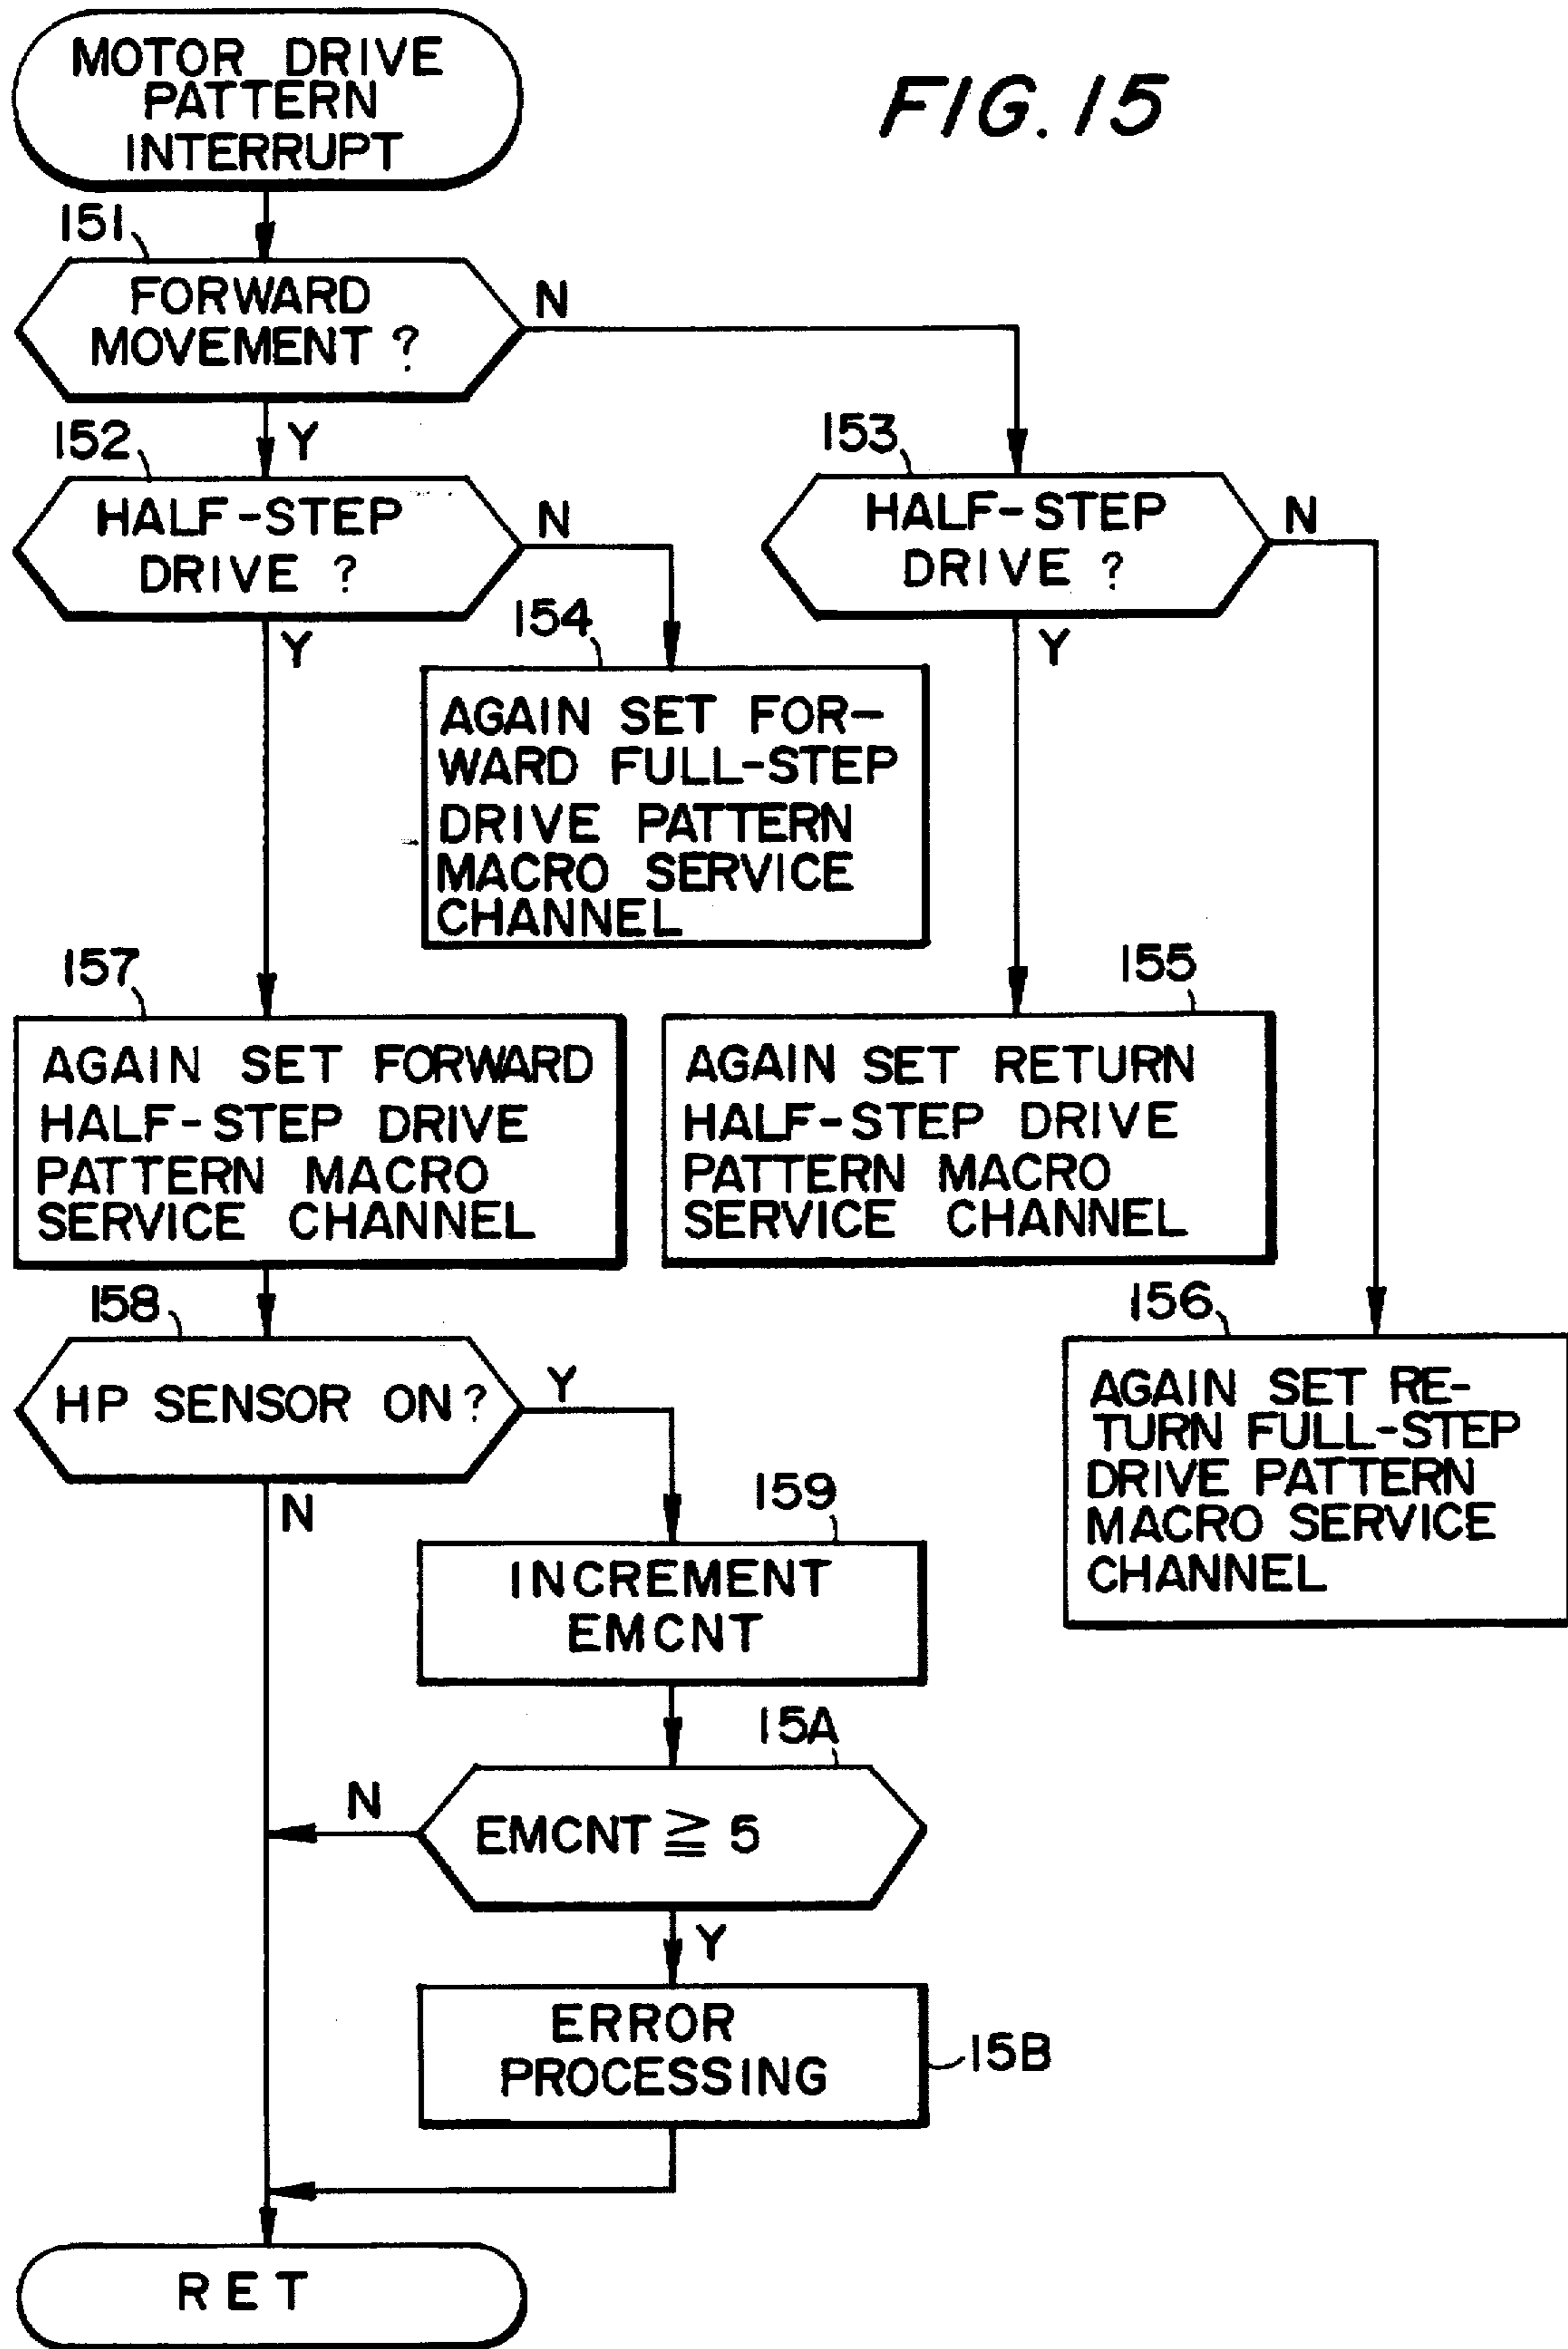 MOTOR DRIVE
PATTERN
INTERRUPT
FIG. 15
151
FORWARD
MOVEMENT ?
N
Y
152
HALF-STEP
DRIVE ?
N
Y
153
HALF-STEP
DRIVE ?
N
Y
154
AGAIN SET FOR-
WARD FULL-STEP
DRIVE PATTERN
MACRO SERVICE
CHANNEL
157
AGAIN SET FORWARD
HALF-STEP DRIVE
PATTERN MACRO
SERVICE CHANNEL
155
AGAIN SET RETURN
HALF-STEP DRIVE
PATTERN MACRO
SERVICE CHANNEL
156
AGAIN SET RE-
TURN FULL-STEP
DRIVE PATTERN
MACRO SERVICE
CHANNEL
158
HP SENSOR ON?
Y
N
159
INCREMENT
EMCNT
15A
EMCNT ≧ 5
N
Y
ERROR
PROCESSING
15B
RET